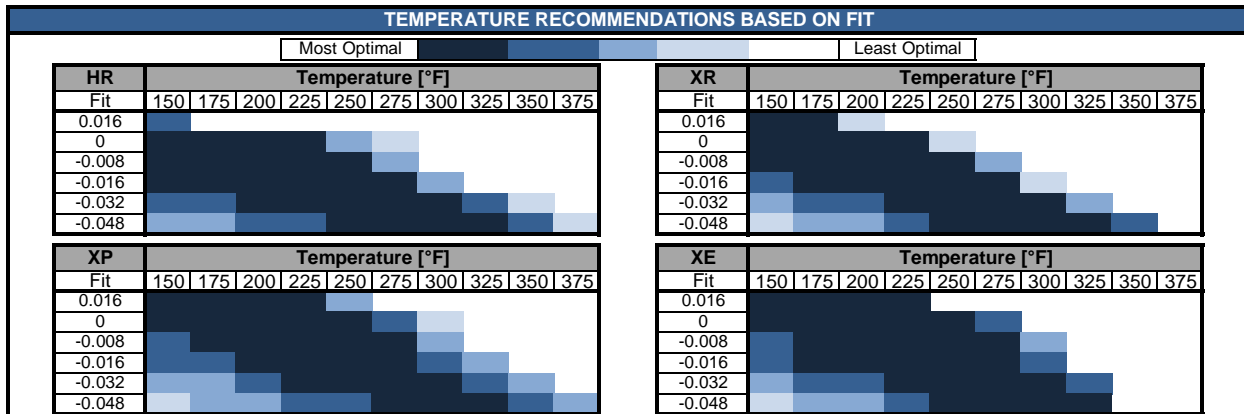 TEMPERATURE RECOMMENDATIONS BASED ON FIT
Most Optimal Least Optimal
HR Temperature [°F]
Fit 150 175 200 225 250 275 300 325 350 375
0.016
0
-0.008
-0.016
-0.032
-0.048
XR Temperature [°F]
Fit 150 175 200 225 250 275 300 325 350 375
0.016
0
-0.008
-0.016
-0.032
-0.048
XP Temperature [°F]
Fit 150 175 200 225 250 275 300 325 350 375
0.016
0
-0.008
-0.016
-0.032
-0.048
XE Temperature [°F]
Fit 150 175 200 225 250 275 300 325 350 375
0.016
0
-0.008
-0.016
-0.032
-0.048